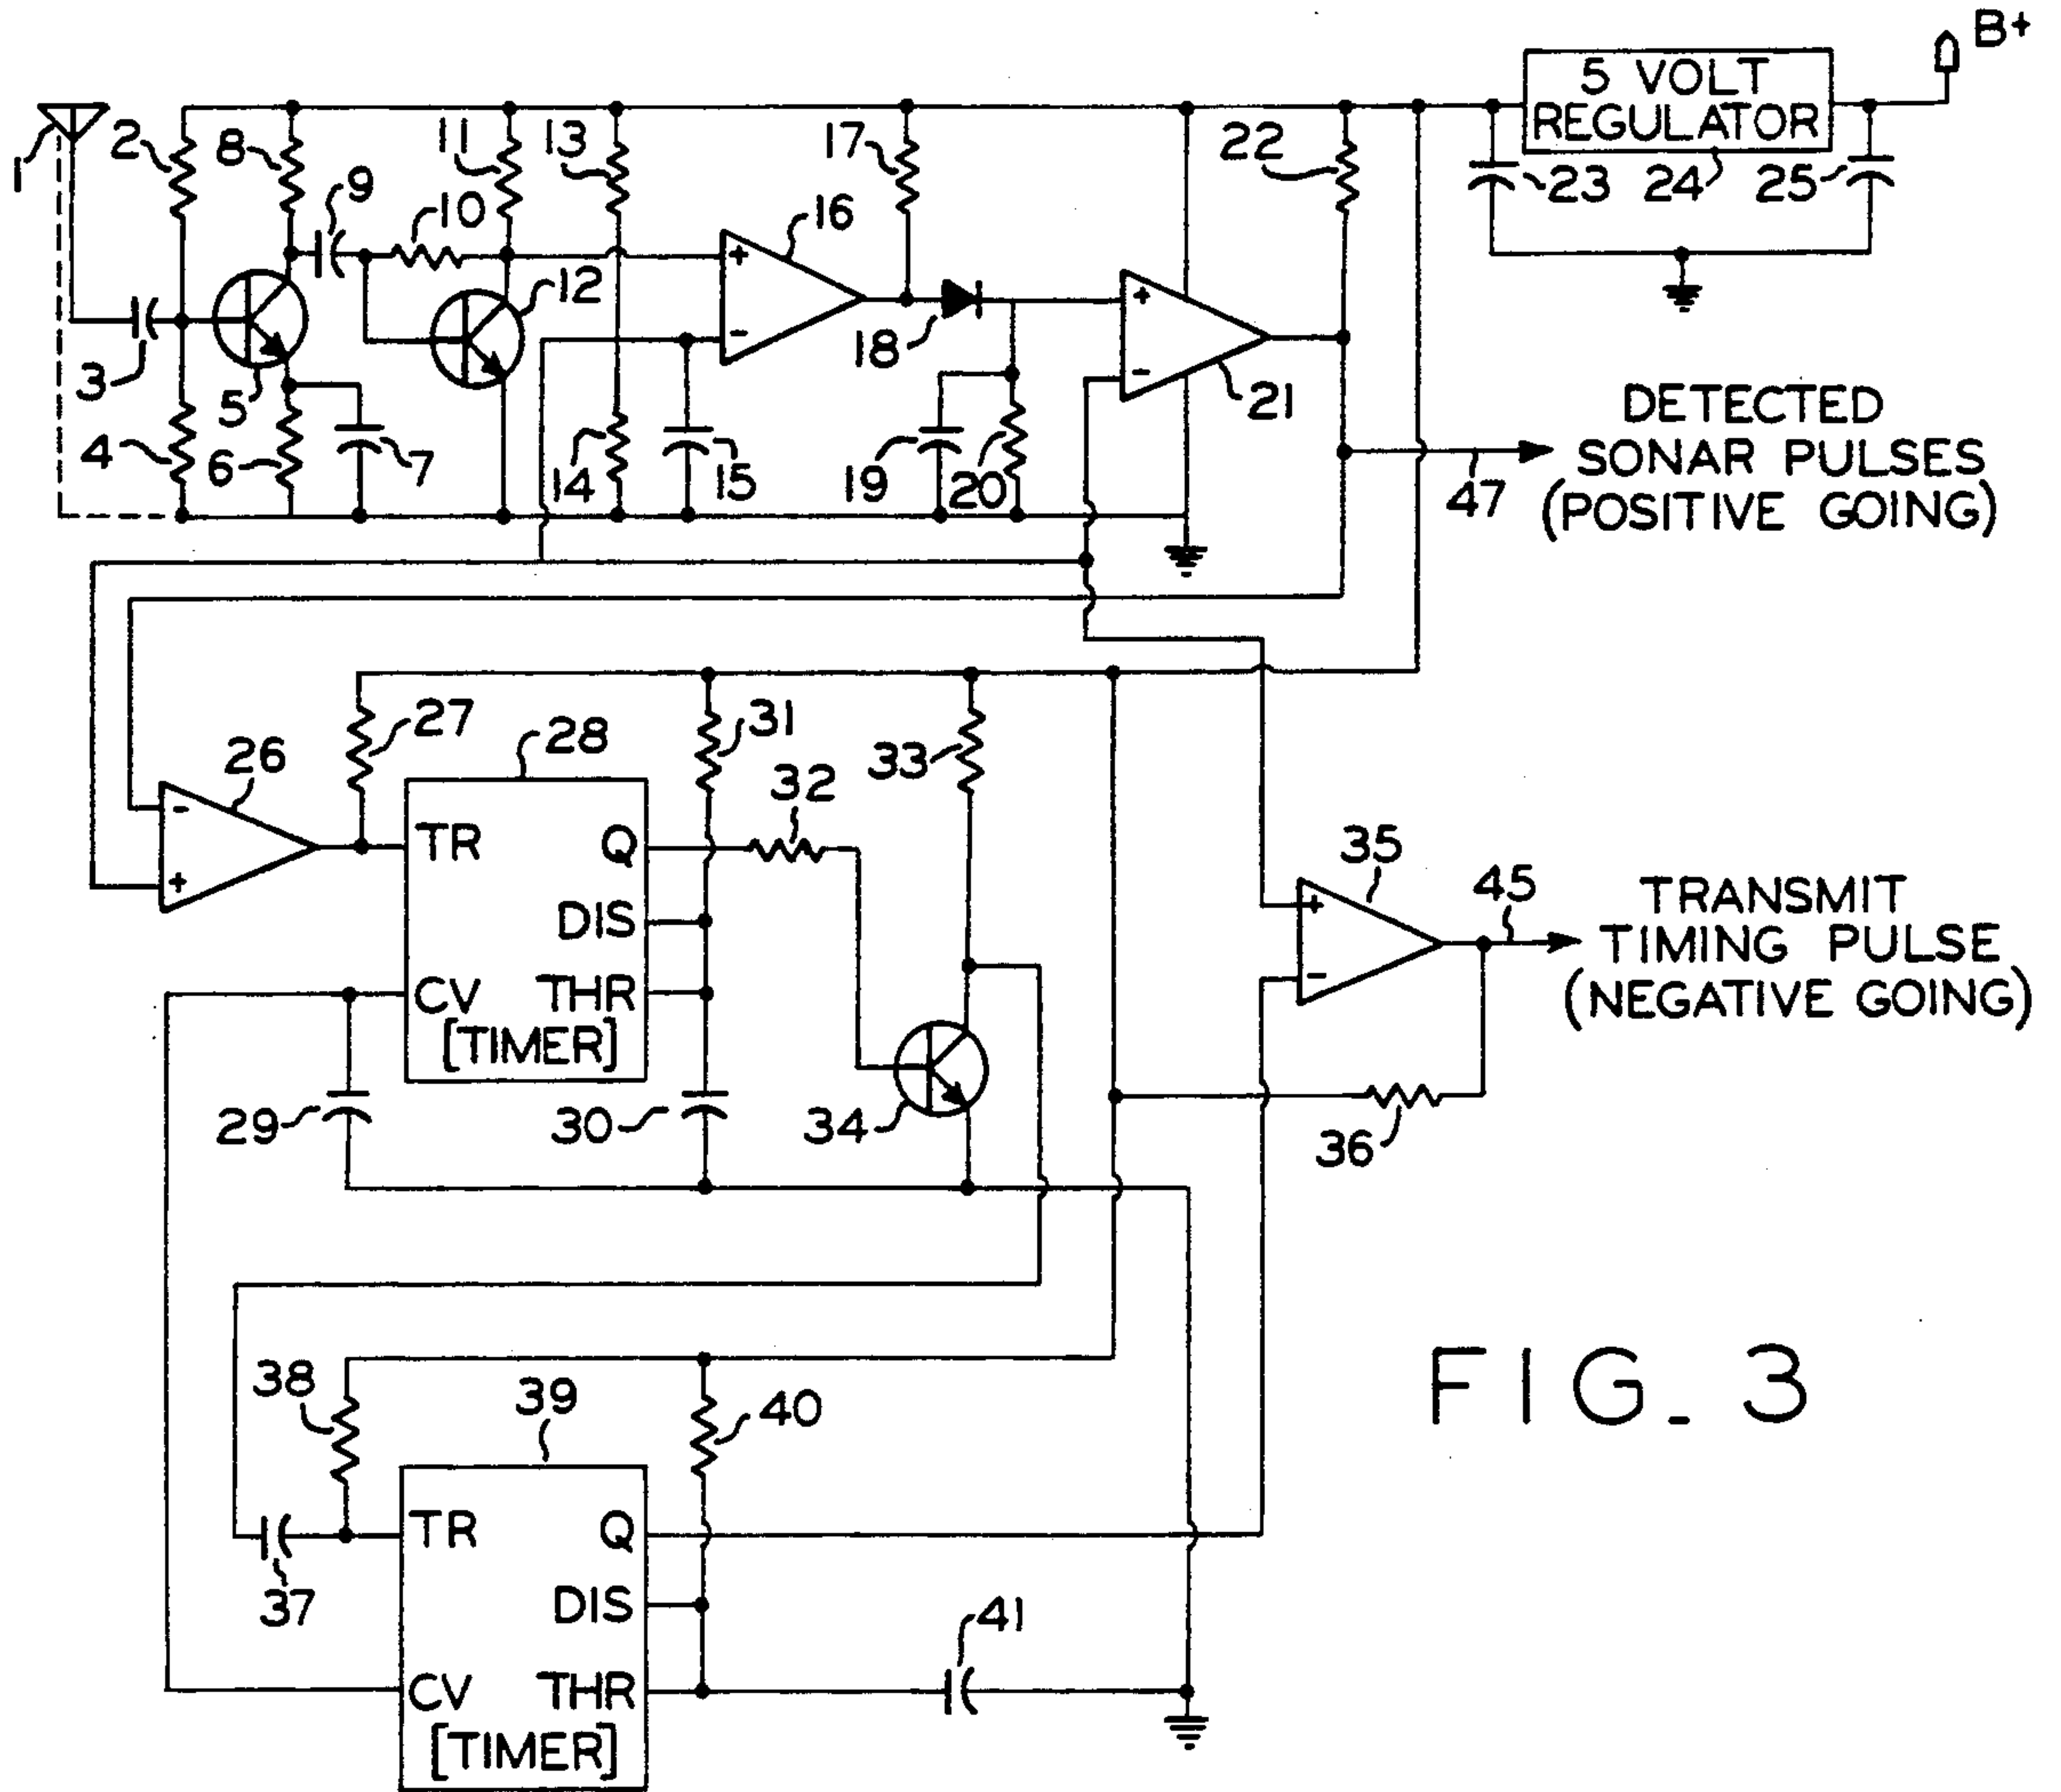 B+
5 VOLT
REGULATOR
1
2
8
11
13
17
22
23
24
25
9
10
16
12
3
5
18
21
4
6
7
14
15
19
20
DETECTED
SONAR PULSES
47
(POSITIVE GOING)
27
28
31
33
26
32
TR
Q
DIS
CV
THR
[TIMER]
35
45
TRANSMIT
TIMING PULSE
(NEGATIVE GOING)
29
30
34
36
38
39
40
FIG. 3
TR
Q
37
DIS
41
CV
THR
[TIMER]